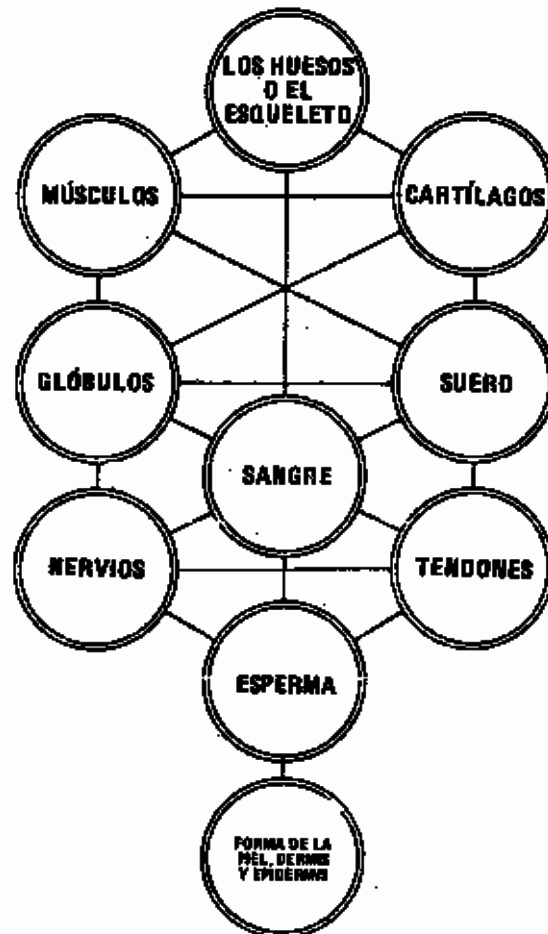 LOS HUESOS
O EL
ESQUELETO
MÚSCULOS
CARTÍLAGOS
GLÓBULOS
SUERO
SANGRE
NERVIOS
TENDONES
ESPERMA
FORMA DE LA
PIEL, DERMIS
Y EPIDERMIS